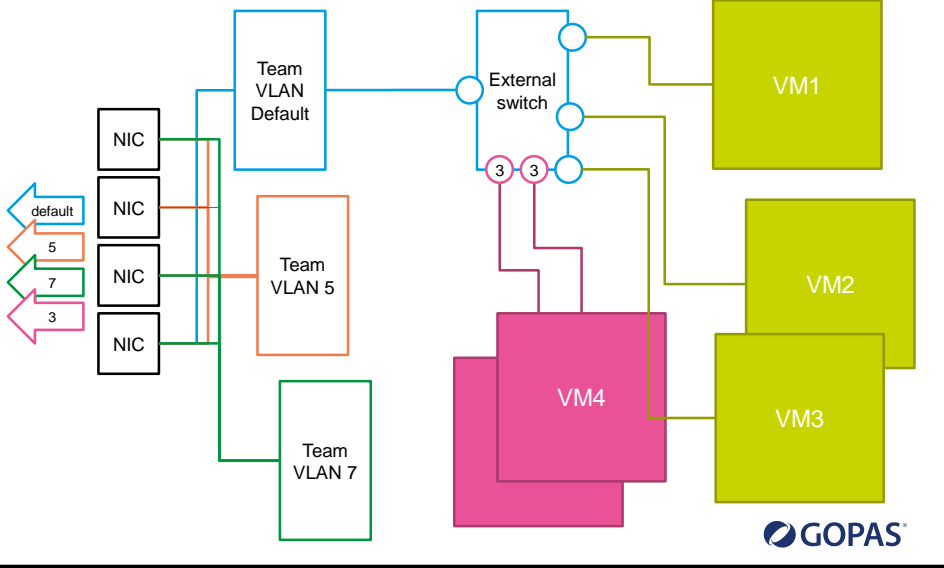 Team
VLAN
Default
External
switch
VM1
NIC
NIC
NIC
NIC
default
5
7
3
3
3
Team
VLAN 5
VM2
VM4
VM3
Team
VLAN 7
GOPAS